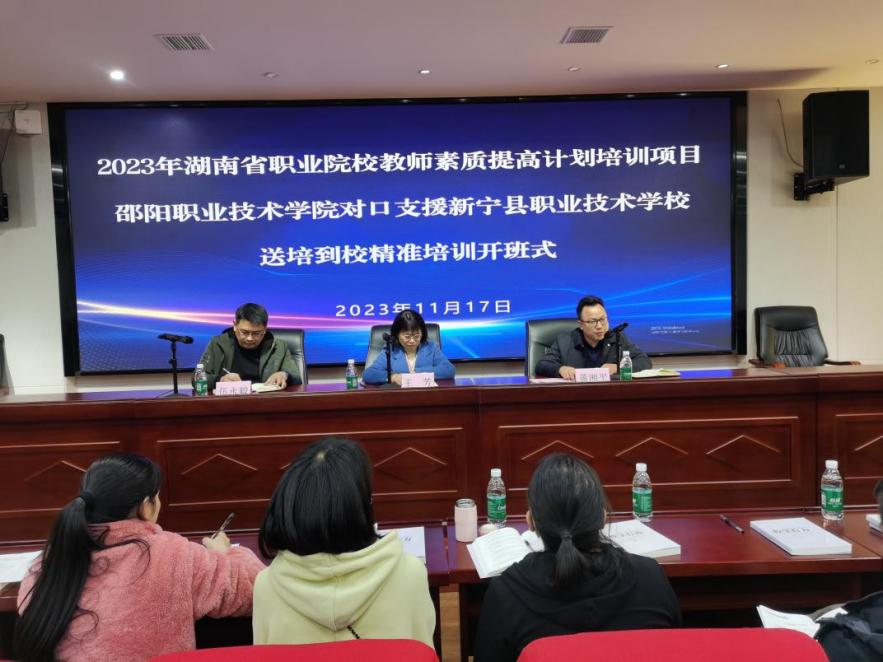 2023年湖南省职业院校教师素质提高计划培训项目
邵阳职业技术学院对口支援新宁县职业技术学校
送培到校精准培训开班式
2023年11月17日
伍永毅
王芳